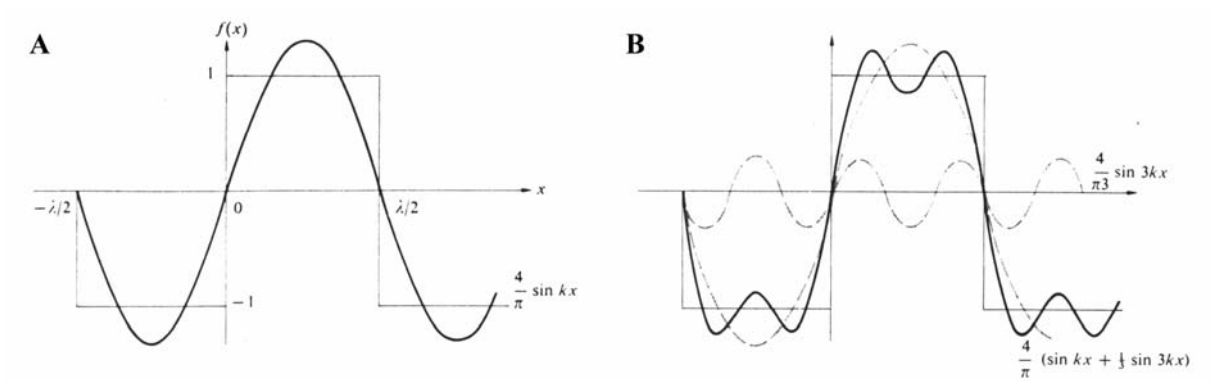 A
f(x)
1
x
−λ/2
0
λ/2
−1
4/π sin kx
B
4/π3 sin 3kx
4/π (sin kx + ⅓ sin 3kx)